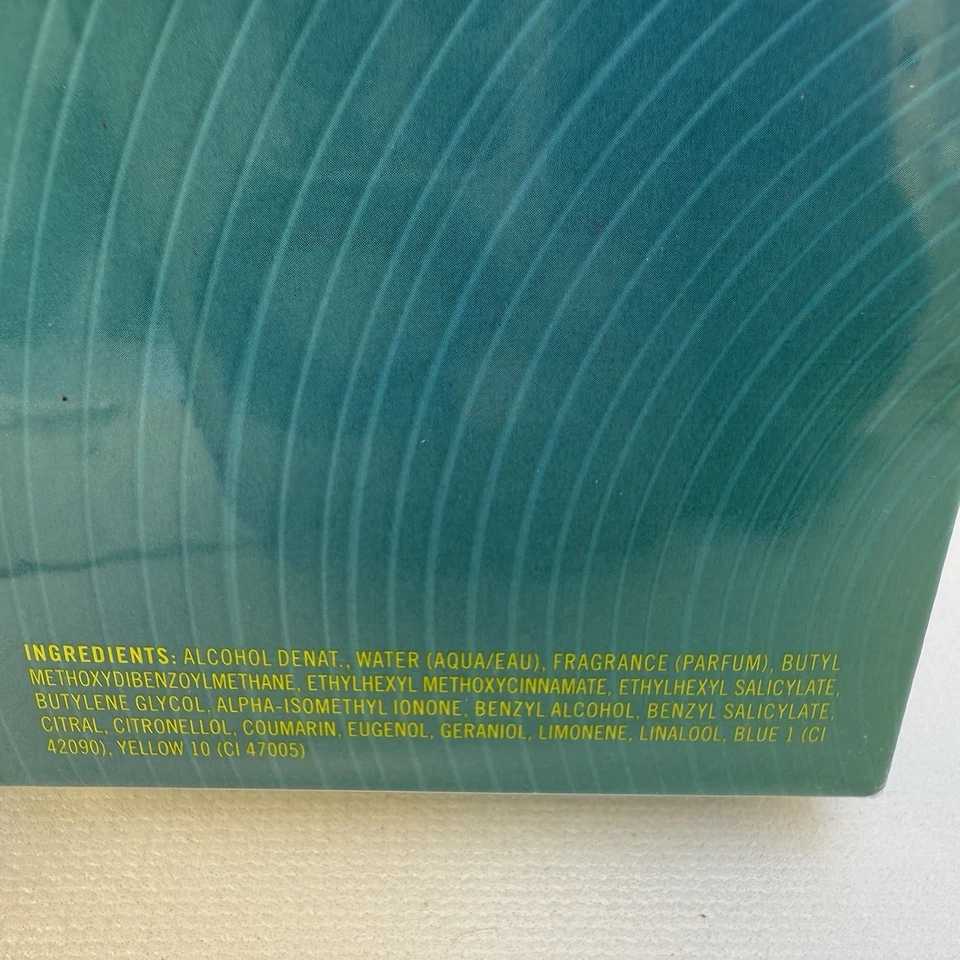 INGREDIENTS: ALCOHOL DENAT., WATER (AQUA/EAU), FRAGRANCE (PARFUM), BUTYL
METHOXYDIBENZOYLMETHANE, ETHYLHEXYL METHOXYCINNAMATE, ETHYLHEXYL SALICYLATE,
BUTYLENE GLYCOL, ALPHA-ISOMETHYL IONONE, BENZYL ALCOHOL, BENZYL SALICYLATE,
CITRAL, CITRONELLOL, COUMARIN, EUGENOL, GERANIOL, LIMONENE, LINALOOL, BLUE 1 (CI
42090), YELLOW 10 (CI 47005)